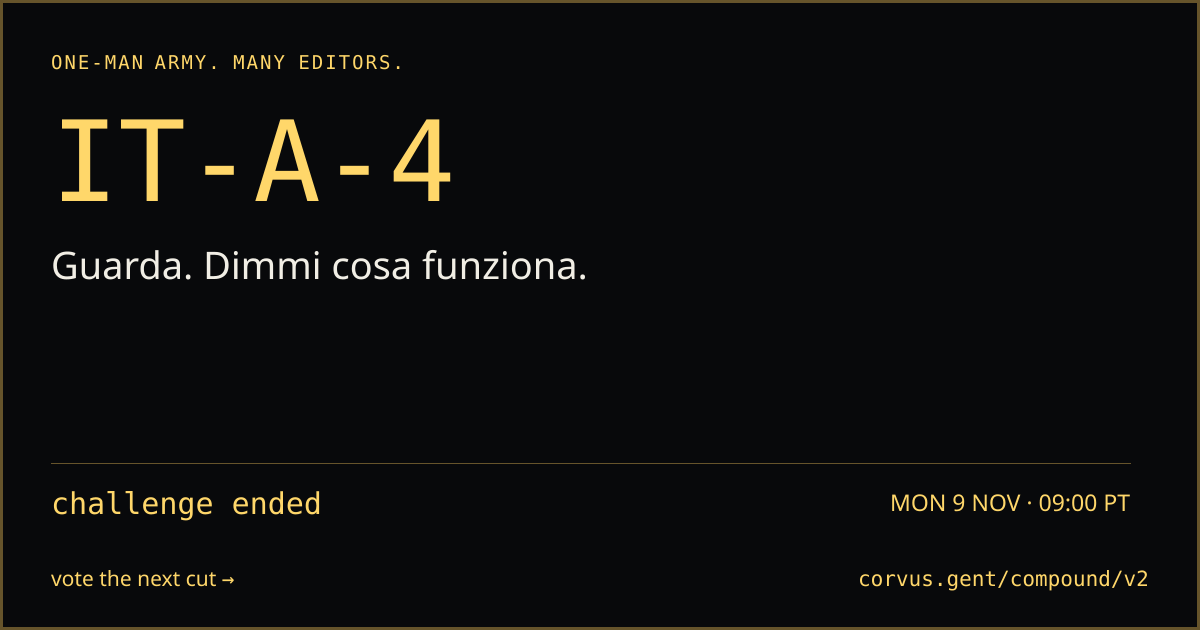 ONE-MAN ARMY. MANY EDITORS.
IT-A-4
Guarda. Dimmi cosa funziona.
challenge ended
MON 9 NOV · 09:00 PT
vote the next cut →
corvus.gent/compound/v2